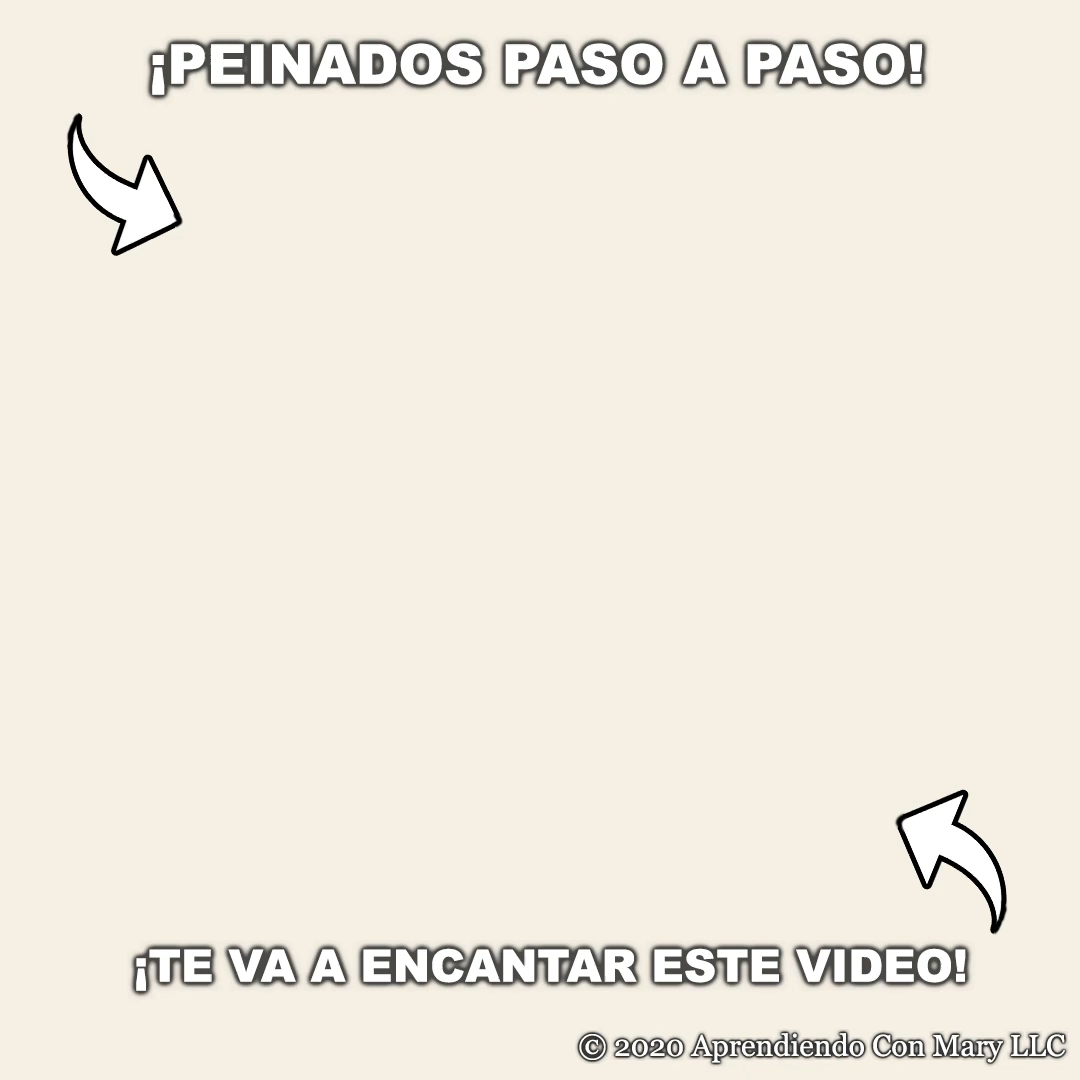 ¡PEINADOS PASO A PASO!
¡TE VA A ENCANTAR ESTE VIDEO!
© 2020 Aprendiendo Con Mary LLC